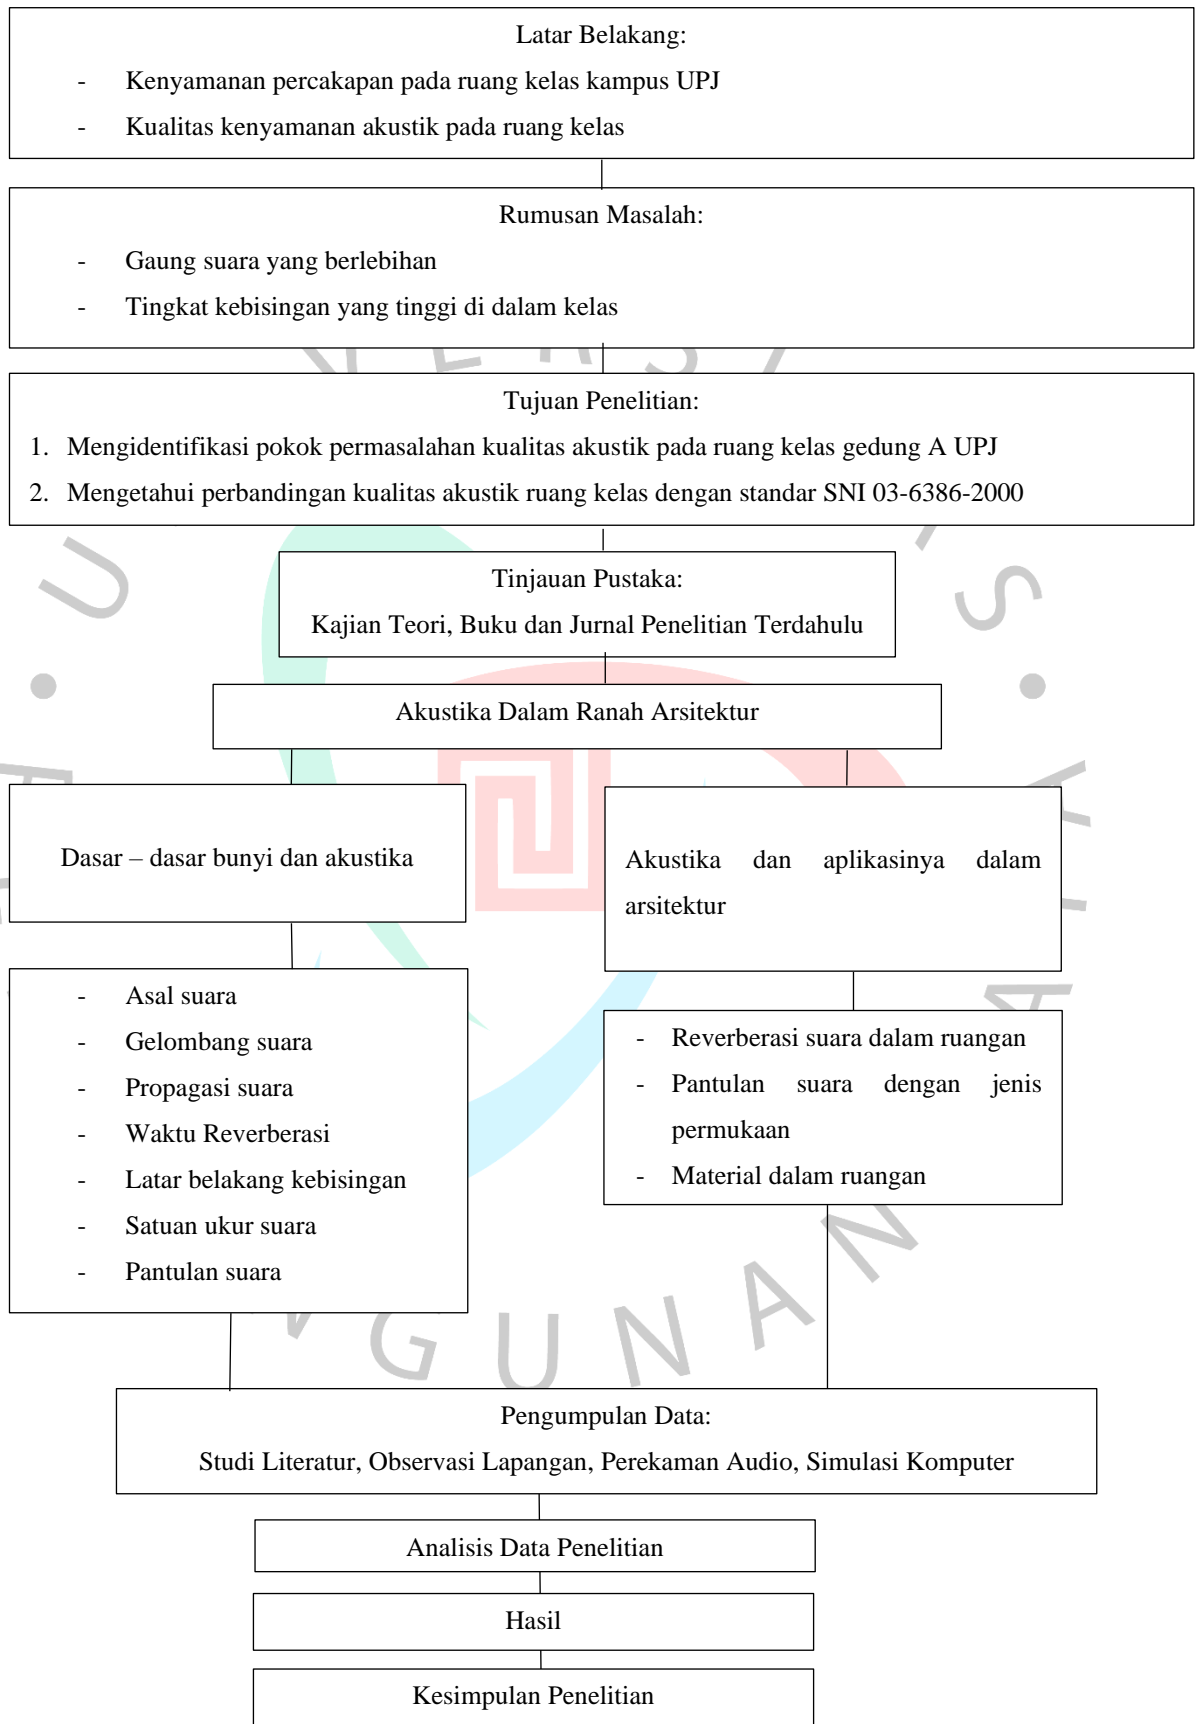 Latar Belakang:
- Kenyamanan percakapan pada ruang kelas kampus UPJ
- Kualitas kenyamanan akustik pada ruang kelas
Rumusan Masalah:
- Gaung suara yang berlebihan
- Tingkat kebisingan yang tinggi di dalam kelas
Tujuan Penelitian:
1. Mengidentifikasi pokok permasalahan kualitas akustik pada ruang kelas gedung A UPJ
2. Mengetahui perbandingan kualitas akustik ruang kelas dengan standar SNI 03-6386-2000
Tinjauan Pustaka:
Kajian Teori, Buku dan Jurnal Penelitian Terdahulu
Akustika Dalam Ranah Arsitektur
Dasar – dasar bunyi dan akustika
Akustika dan aplikasinya dalam
arsitektur
- Asal suara
- Gelombang suara
- Propagasi suara
- Waktu Reverberasi
- Latar belakang kebisingan
- Satuan ukur suara
- Pantulan suara
- Reverberasi suara dalam ruangan
- Pantulan suara dengan jenis
permukaan
- Material dalam ruangan
Pengumpulan Data:
Studi Literatur, Observasi Lapangan, Perekaman Audio, Simulasi Komputer
Analisis Data Penelitian
Hasil
Kesimpulan Penelitian